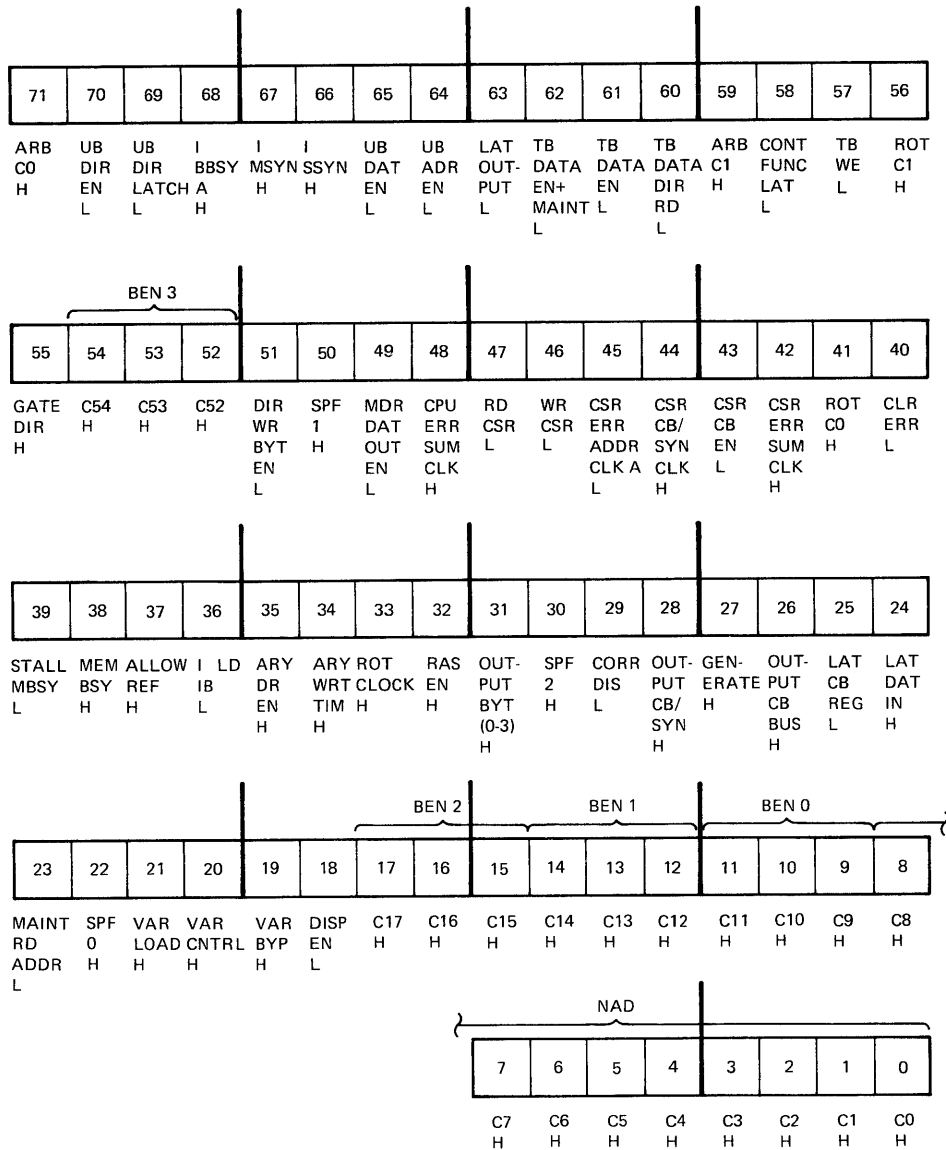 71 70 69 68 67 66 65 64 63 62 61 60 59 58 57 56
ARB UB UB I I I UB UB LAT TB TB TB ARB CONT TB ROT
C0 DIR DIR BBSY MSYN SSYN DAT ADR OUT- DATA DATA DATA C1 FUNC WE C1
H EN LATCH A H H EN EN PUT EN+ EN DIR H LAT L H
L L H L L L MAINT L RD L
L L
BEN 3
55 54 53 52 51 50 49 48 47 46 45 44 43 42 41 40
GATE C54 C53 C52 DIR SPF MDR CPU RD WR CSR CSR CSR CSR ROT CLR
DIR H H H WR 1 DAT ERR CSR CSR ERR CB/ CB ERR C0 ERR
H BYT H OUT SUM L L ADDR SYN EN SUM H L
EN EN CLK CLK A CLK L CLK
L L H L H H
39 38 37 36 35 34 33 32 31 30 29 28 27 26 25 24
STALL MEM ALLOW I LD ARY ARY ROT RAS OUT- SPF CORR OUT- GEN- OUT- LAT LAT
MBSY BSY REF IB DR WRT CLOCK EN PUT 2 DIS PUT ERATE PUT CB DAT
L H H L EN TIM H H BYT H L CB/ H CB REG IN
H H (0-3) SYN BUS L H
H H H
BEN 2 BEN 1 BEN 0
23 22 21 20 19 18 17 16 15 14 13 12 11 10 9 8
MAINT SPF VAR VAR VAR DISP C17 C16 C15 C14 C13 C12 C11 C10 C9 C8
RD 0 LOAD CNTRL BYP EN H H H H H H H H H H
ADDR H H H H L
L
NAD
7 6 5 4 3 2 1 0
C7 C6 C5 C4 C3 C2 C1 C0
H H H H H H H H